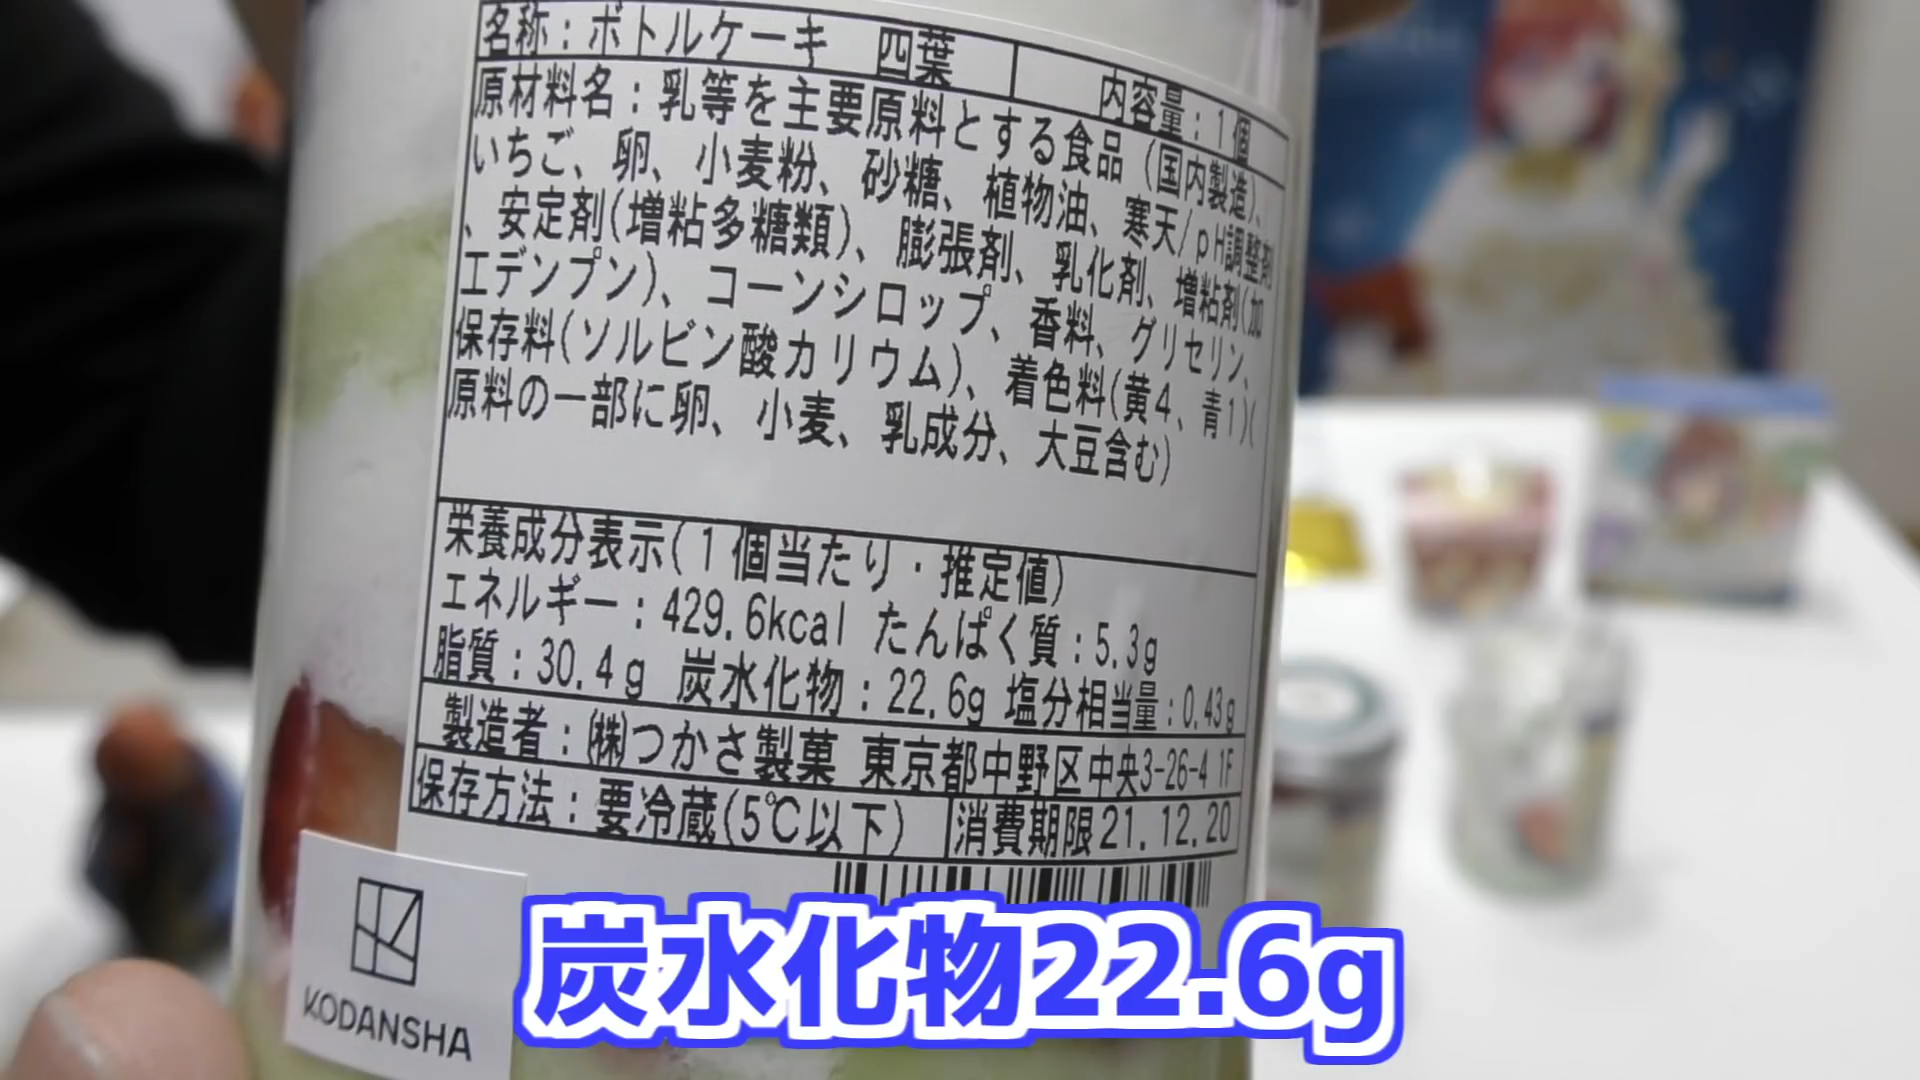 名称：ボトルケーキ 四葉
内容量：1個
原材料名：乳等を主要原料とする食品（国内製造）、
いちご、卵、小麦粉、砂糖、植物油、寒天/pH調整剤
、安定剤(増粘多糖類)、膨張剤、乳化剤、増粘剤(加
エデンプン)、コーンシロップ、香料、グリセリン、
保存料(ソルビン酸カリウム)、着色料(黄4、青1)(
原料の一部に卵、小麦、乳成分、大豆含む)
栄養成分表示(1個当たり・推定値)
エネルギー：429.6kcal たんぱく質：5.3g
脂質：30.4g 炭水化物：22.6g 塩分相当量：0.43g
製造者：㈱つかさ製菓 東京都中野区中央3-26-4 1F
保存方法：要冷蔵(5℃以下)
消費期限21.12.20
KODANSHA
炭水化物22.6g